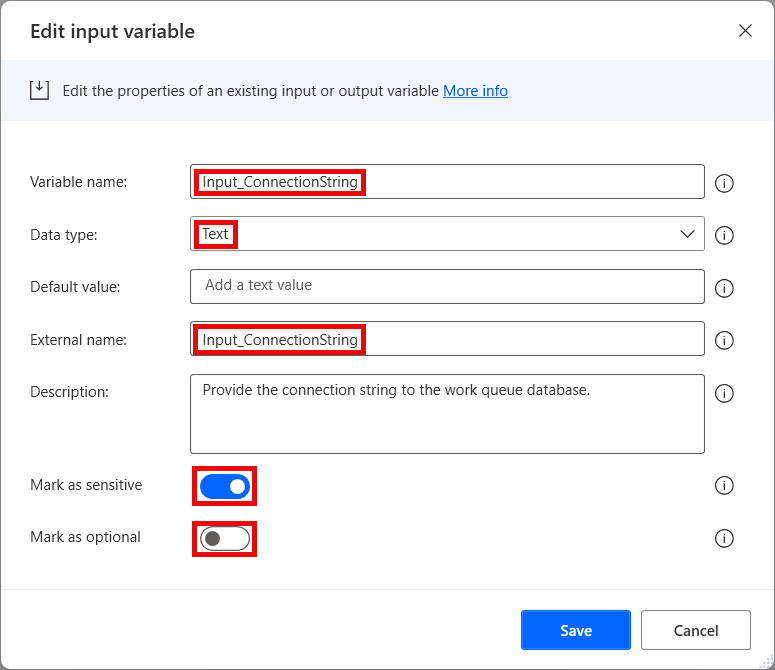 Edit input variable
Edit the properties of an existing input or output variable More info
Variable name: Input_ConnectionString
Data type: Text
Default value: Add a text value
External name: Input_ConnectionString
Description: Provide the connection string to the work queue database.
Mark as sensitive
Mark as optional
Save Cancel